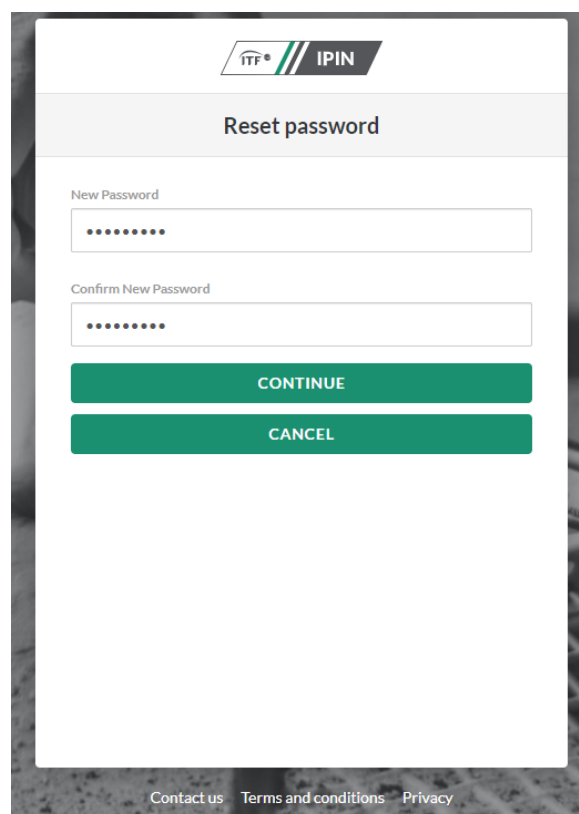 ITF® IPIN
Reset password
New Password
•••••••••
Confirm New Password
•••••••••
CONTINUE
CANCEL
Contact us Terms and conditions Privacy